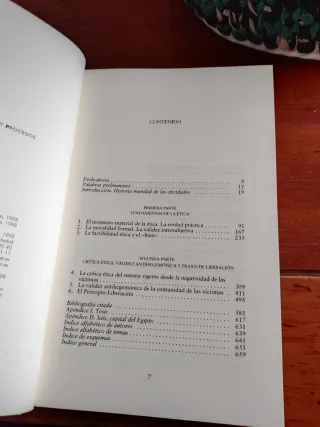 Y PROCESOS
CONTENIDO
Dedicatoria 9
Palabras preliminares 11
Introducción. Historia mundial de las eticidades 19
PRIMERA PARTE
FUNDAMENTOS DE LA ÉTICA
1. El momento material de la ética. La verdad práctica 91
2. La moralidad formal. La validez intersubjetiva 167
3. La factibilidad ética y el «bien» 235
SEGUNDA PARTE
CRÍTICA ÉTICA, VALIDEZ ANTIHEGEMÓNICA Y PRAXIS DE LIBERACIÓN
4. La crítica ética del sistema vigente desde la negatividad de las
víctimas 309
5. La validez antihegemónica de la comunidad de las víctimas 411
6. El Principio-Liberación 495
Bibliografía citada 585
Apéndice I. Tesis
Apéndice II. Sais, capital del Egipto 617
Índice alfabético de autores 631
Índice alfabético de temas 639
Índice de esquemas 655
Índice general 659
7